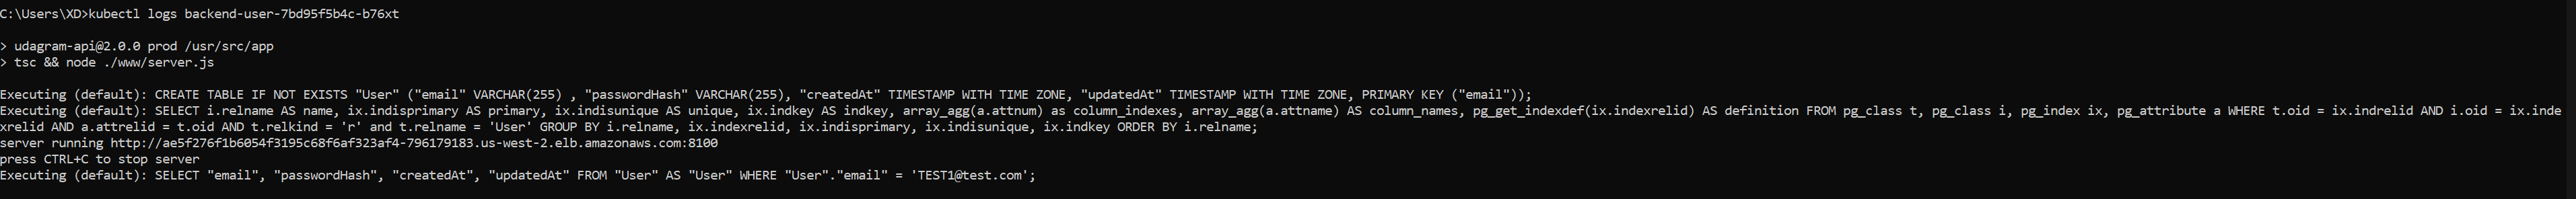 C:\Users\XD>kubectl logs backend-user-7bd95f5b4c-b76xt
> udagram-api@2.0.0 prod /usr/src/app
> tsc && node ./www/server.js
Executing (default): CREATE TABLE IF NOT EXISTS "User" ("email" VARCHAR(255) , "passwordHash" VARCHAR(255), "createdAt" TIMESTAMP WITH TIME ZONE, "updatedAt" TIMESTAMP WITH TIME ZONE, PRIMARY KEY ("email"));
Executing (default): SELECT i.relname AS name, ix.indisprimary AS primary, ix.indisunique AS unique, ix.indkey AS indkey, array_agg(a.attnum) as column_indexes, array_agg(a.attname) AS column_names, pg_get_indexdef(ix.indexrelid) AS definition FROM pg_class t, pg_class i, pg_index ix, pg_attribute a WHERE t.oid = ix.indrelid AND i.oid = ix.inde
xrelid AND a.attrelid = t.oid AND t.relkind = 'r' and t.relname = 'User' GROUP BY i.relname, ix.indexrelid, ix.indisprimary, ix.indisunique, ix.indkey ORDER BY i.relname;
server running http://ae5f276f1b6054f3195c68f6af323af4-796179183.us-west-2.elb.amazonaws.com:8100
press CTRL+C to stop server
Executing (default): SELECT "email", "passwordHash", "createdAt", "updatedAt" FROM "User" AS "User" WHERE "User"."email" = 'TEST1@test.com';